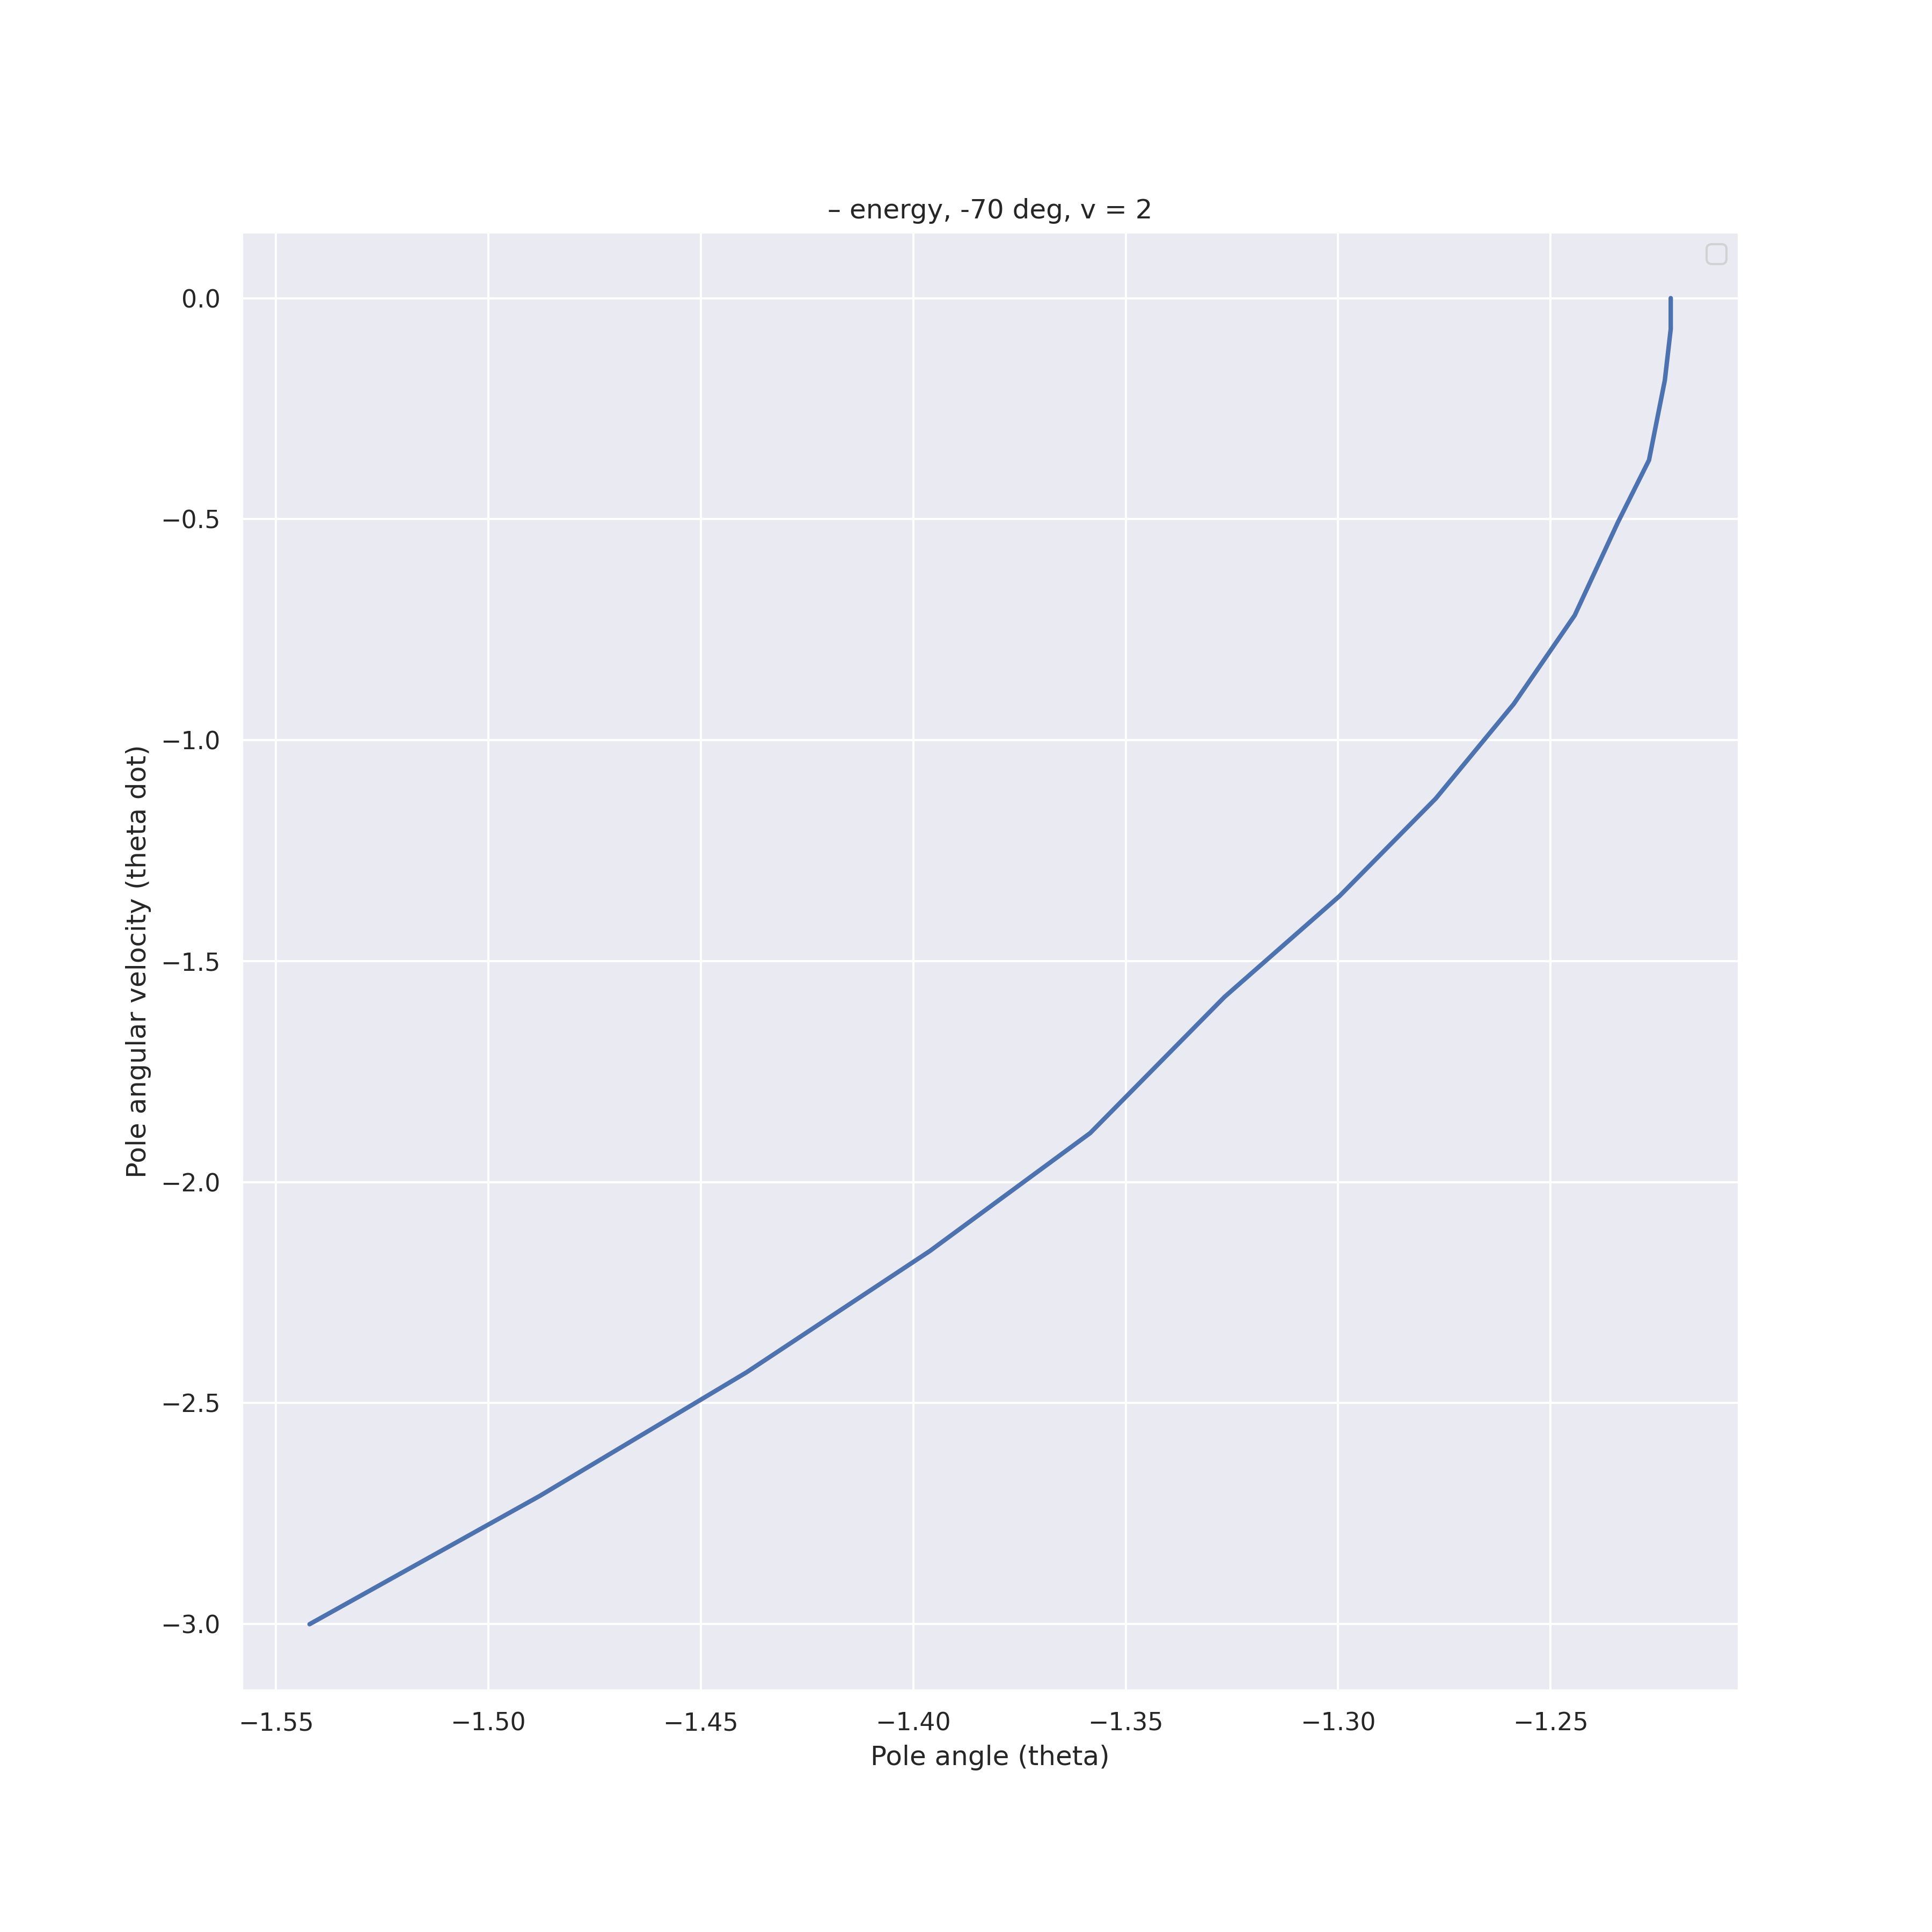 – energy, -70 deg, v = 2
0.0
−0.5
−1.0
−1.5
−2.0
−2.5
−3.0
Pole angular velocity (theta dot)
−1.55 −1.50 −1.45 −1.40 −1.35 −1.30 −1.25
Pole angle (theta)